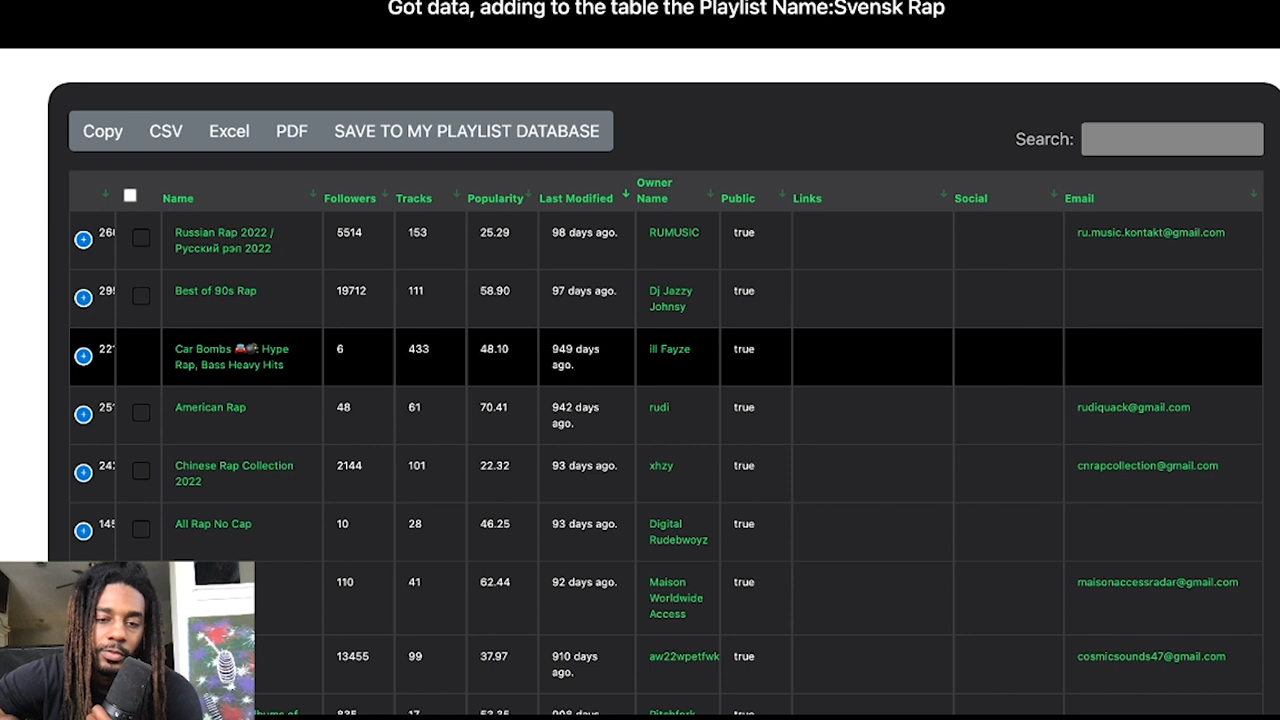 Got data, adding to the table the Playlist Name:Svensk Rap
Copy CSV Excel PDF SAVE TO MY PLAYLIST DATABASE
Search:
Name Followers Tracks Popularity Last Modified Owner Name Public Links Social Email
Russian Rap 2022 / Русский рэп 2022 5514 153 25.29 98 days ago. RUMUSIC true ru.music.kontakt@gmail.com
Best of 90s Rap 19712 111 58.90 97 days ago. Dj Jazzy Johnsy true
Car Bombs 🚘💣 Hype Rap, Bass Heavy Hits 6 433 48.10 949 days ago. ill Fayze true
American Rap 48 61 70.41 942 days ago. rudi true rudiquack@gmail.com
Chinese Rap Collection 2022 2144 101 22.32 93 days ago. xhzy true cnrapcollection@gmail.com
145 All Rap No Cap 10 28 46.25 93 days ago. Digital Rudebwoyz true
110 41 62.44 92 days ago. Maison Worldwide Access true maisonaccessradar@gmail.com
13455 99 37.97 910 days ago. aw22wpetfwk true cosmicsounds47@gmail.com